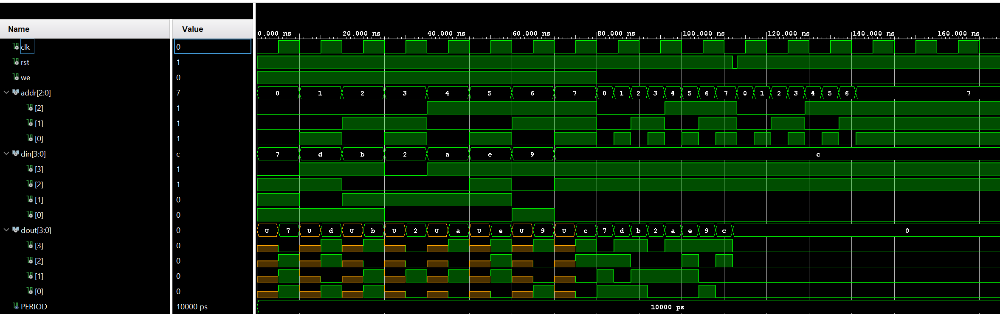 Name Value
0.000 ns 20.000 ns 40.000 ns 60.000 ns 80.000 ns 100.000 ns 120.000 ns 140.000 ns 160.000 ns
clk 0
rst 1
we 0
addr[2:0] 7 0 1 2 3 4 5 6 7 0 1 2 3 4 5 6 7 0 1 2 3 4 5 6 7
[2] 1
[1] 1
[0] 1
din[3:0] c 7 d b 2 a e 9 c
[3] 1
[2] 1
[1] 0
[0] 0
dout[3:0] 0 U 7 U d U b U 2 U a U e U 9 U c 7 d b 2 a e 9 c 0
[3] 0
[2] 0
[1] 0
[0] 0
PERIOD 10000 ps 10000 ps